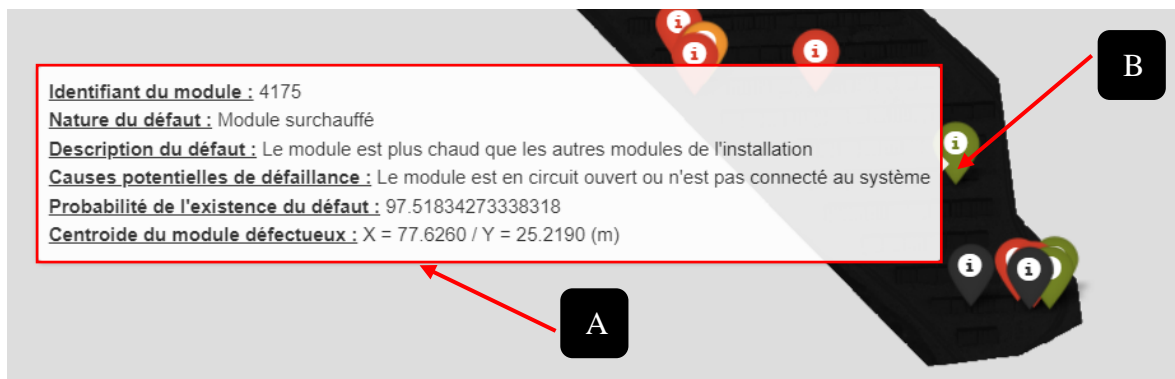 B
Identifiant du module : 4175
Nature du défaut : Module surchauffé
Description du défaut : Le module est plus chaud que les autres modules de l'installation
Causes potentielles de défaillance : Le module est en circuit ouvert ou n'est pas connecté au système
Probabilité de l'existence du défaut : 97.51834273338318
Centroide du module défectueux : X = 77.6260 / Y = 25.2190 (m)
A